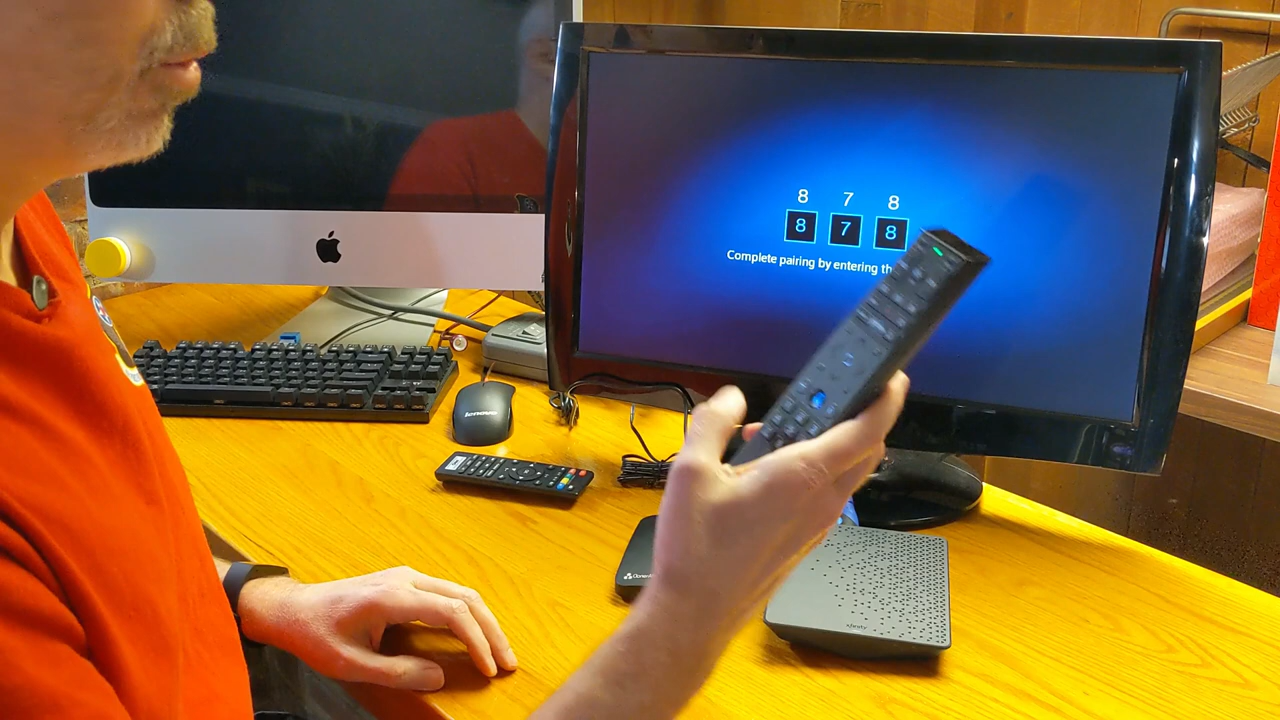 8 7 8
8 7 8
Complete pairing by entering th
lenovo
xfinity